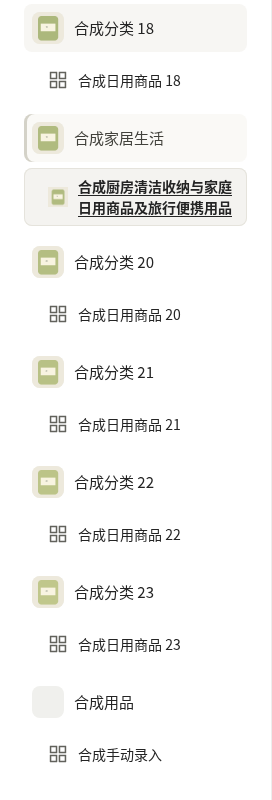 合成分类 18
合成日用商品 18
合成家居生活
合成厨房清洁收纳与家庭
日用商品及旅行便携用品
合成分类 20
合成日用商品 20
合成分类 21
合成日用商品 21
合成分类 22
合成日用商品 22
合成分类 23
合成日用商品 23
合成用品
合成手动录入